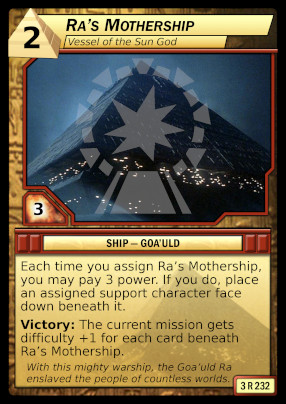 2
Ra's Mothership
Vessel of the Sun God
3
Ship – Goa'uld
Each time you assign Ra's Mothership,
you may pay 3 power. If you do, place
an assigned support character face
down beneath it.
Victory: The current mission gets
difficulty +1 for each card beneath
Ra's Mothership.
With this mighty warship, the Goa'uld Ra
enslaved the people of countless worlds.
3 R 232